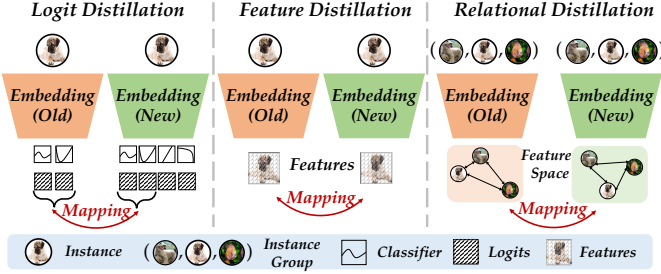 Logit Distillation
Feature Distillation
Relational Distillation
( , , )
( , , )
Embedding
(Old)
Embedding
(New)
Embedding
(Old)
Embedding
(New)
Embedding
(Old)
Embedding
(New)
Features
Feature
Space
Mapping
Mapping
Mapping
Instance
( , , )
Instance
Group
Classifier
Logits
Features